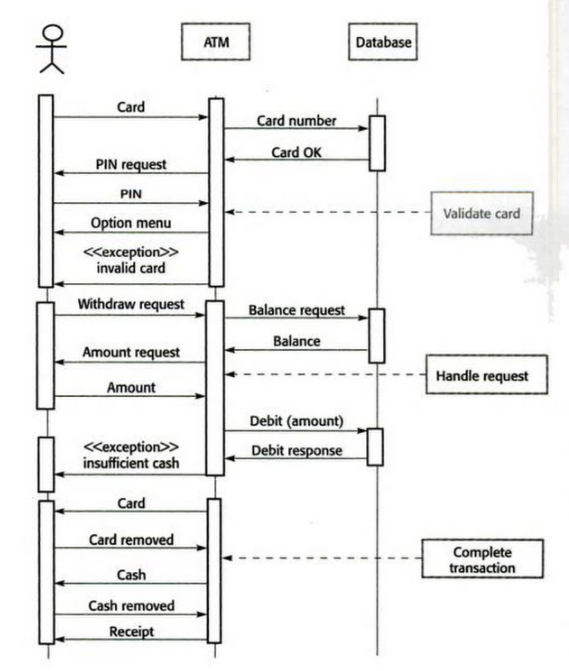 ATM
Database
Card
Card number
Card OK
PIN request
PIN
Validate card
Option menu
<<exception>>
invalid card
Withdraw request
Balance request
Balance
Amount request
Handle request
Amount
Debit (amount)
<<exception>>
insufficient cash
Debit response
Card
Card removed
Complete
transaction
Cash
Cash removed
Receipt